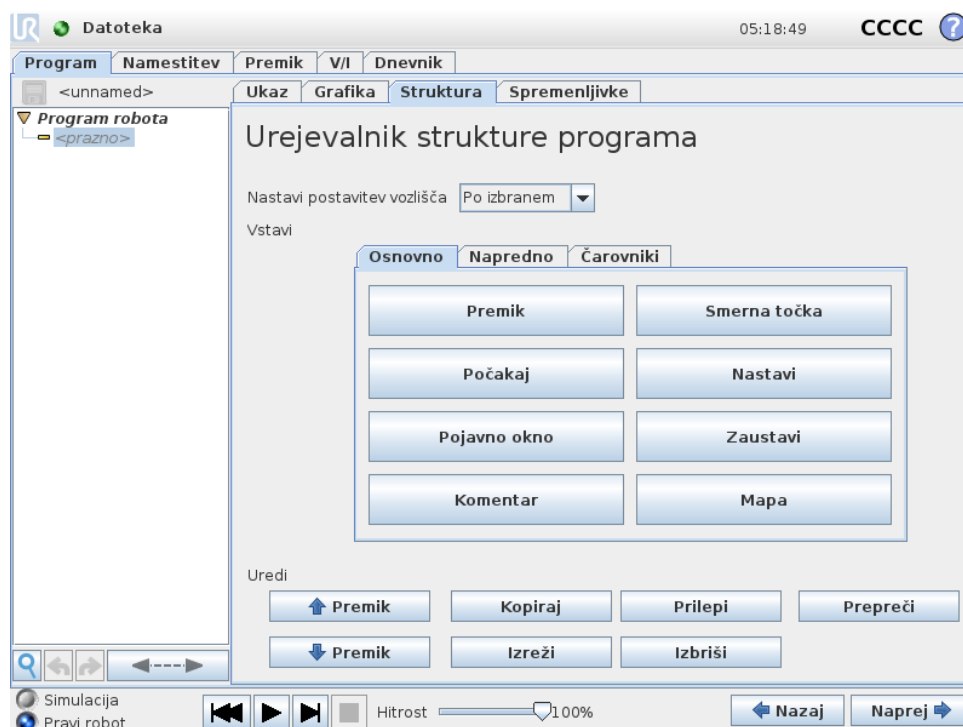 UR Datoteka 05:18:49 CCCC ?
Program Namestitev Premik V/I Dnevnik
<unnamed> Ukaz Grafika Struktura Spremenljivke
Program robota
<prazno>
Urejevalnik strukture programa
Nastavi postavitev vozlišča Po izbranem
Vstavi
Osnovno Napredno Čarovniki
Premik Smerna točka
Počakaj Nastavi
Pojavno okno Zaustavi
Komentar Mapa
Uredi
Premik Kopiraj Prilepi Prepreči
Premik Izreži Izbriši
Simulacija
Pravi robot
Hitrost 100% Nazaj Naprej